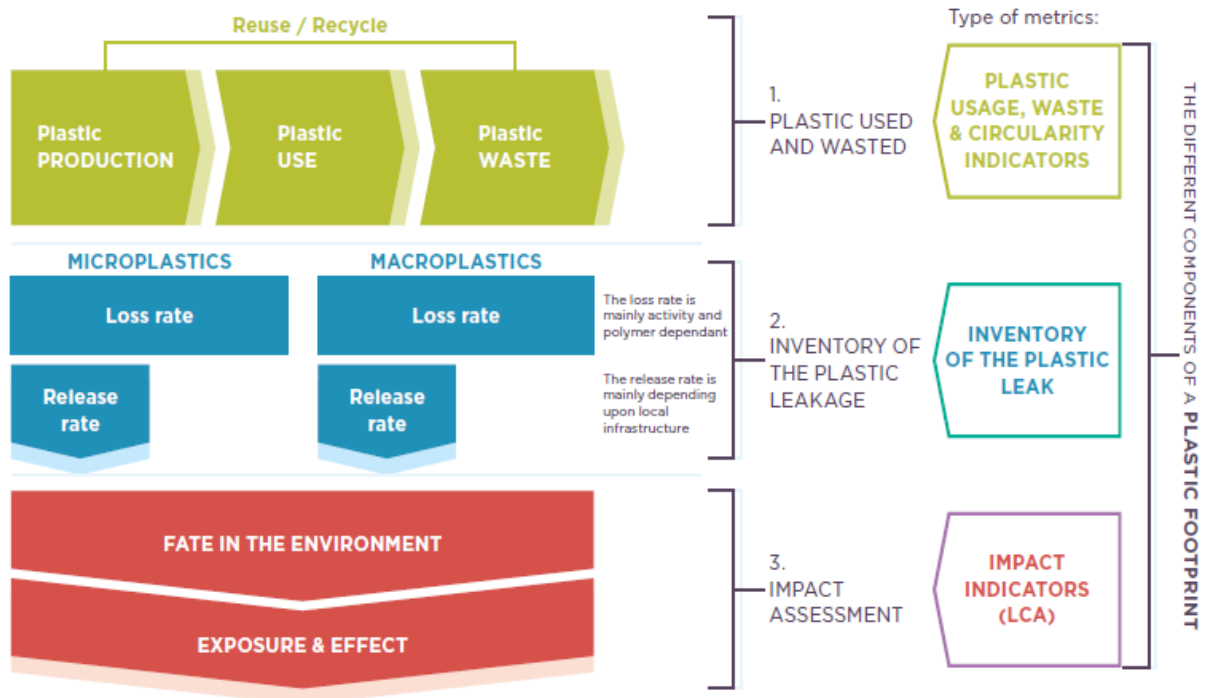 Reuse / Recycle
Plastic
PRODUCTION
Plastic
USE
Plastic
WASTE
1.
PLASTIC USED
AND WASTED
Type of metrics:
PLASTIC
USAGE, WASTE
& CIRCULARITY
INDICATORS
MICROPLASTICS
MACROPLASTICS
Loss rate
Loss rate
The loss rate is
mainly activity and
polymer dependant
Release
rate
Release
rate
The release rate is
mainly depending
upon local
infrastructure
2.
INVENTORY OF
THE PLASTIC
LEAKAGE
INVENTORY
OF THE PLASTIC
LEAK
FATE IN THE ENVIRONMENT
EXPOSURE & EFFECT
3.
IMPACT
ASSESSMENT
IMPACT
INDICATORS
(LCA)
THE DIFFERENT COMPONENTS OF A PLASTIC FOOTPRINT